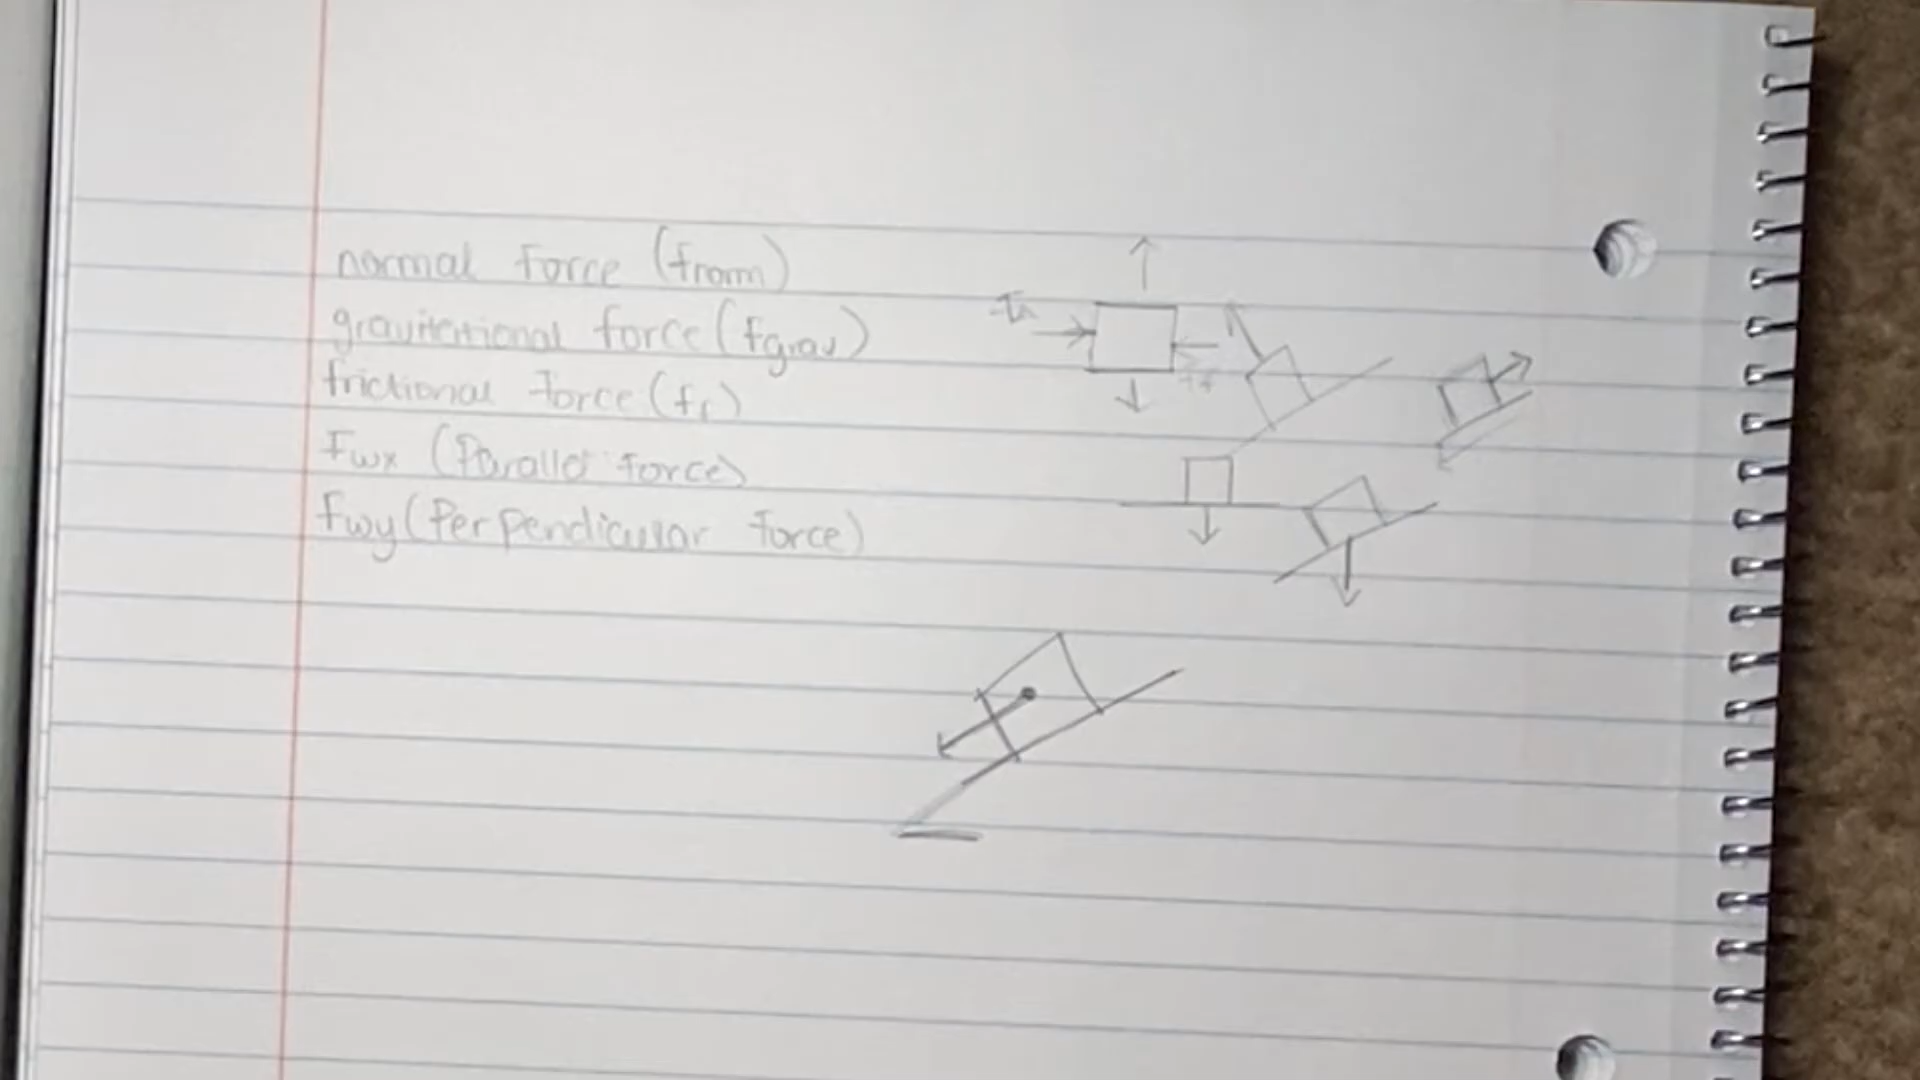 normal force (fnorm)
gravitational force (fgrav)
frictional force (ff)
Fwx (Parallel force)
Fwy (Perpendicular force)